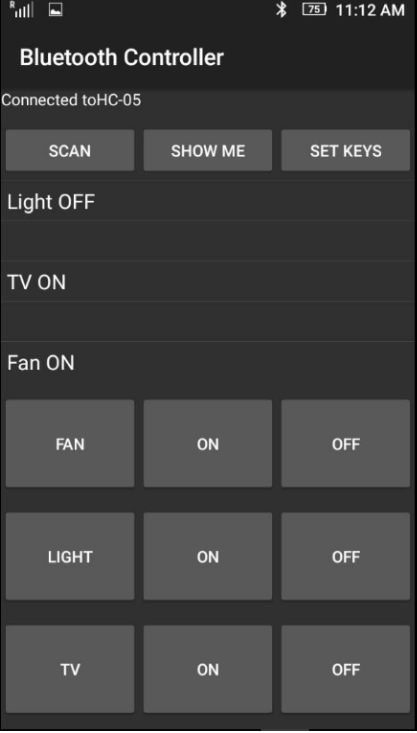 R 75 11:12 AM
Bluetooth Controller
Connected toHC-05
SCAN SHOW ME SET KEYS
Light OFF
TV ON
Fan ON
FAN ON OFF
LIGHT ON OFF
TV ON OFF